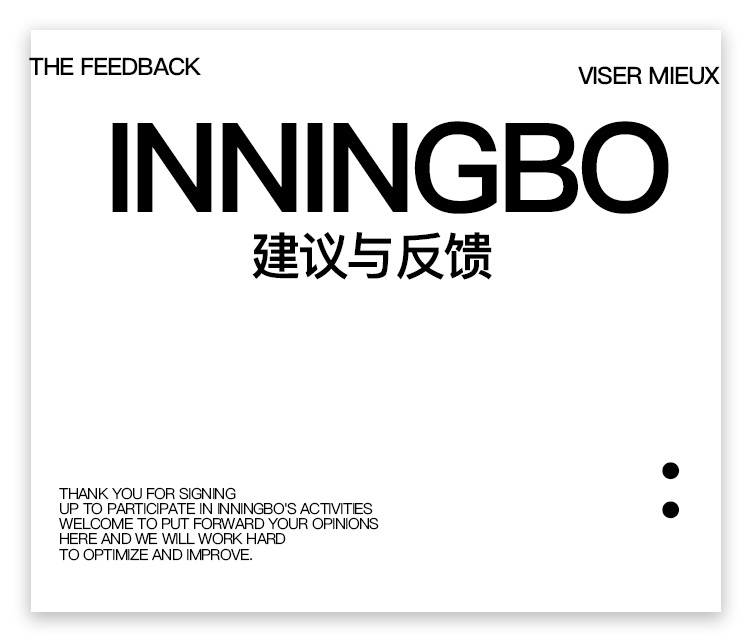 THE FEEDBACK
VISER MIEUX
INNINGBO
建议与反馈
THANK YOU FOR SIGNING
UP TO PARTICIPATE IN INNINGBO'S ACTIVITIES
WELCOME TO PUT FORWARD YOUR OPINIONS
HERE AND WE WILL WORK HARD
TO OPTIMIZE AND IMPROVE.